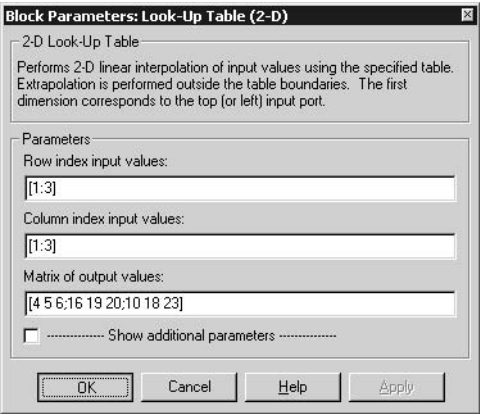 Block Parameters: Look-Up Table (2-D)
2-D Look-Up Table
Performs 2-D linear interpolation of input values using the specified table.
Extrapolation is performed outside the table boundaries. The first
dimension corresponds to the top (or left) input port.
Parameters
Row index input values:
[1:3]
Column index input values:
[1:3]
Matrix of output values:
[4 5 6;16 19 20;10 18 23]
-------------- Show additional parameters --------------
OK Cancel Help Apply